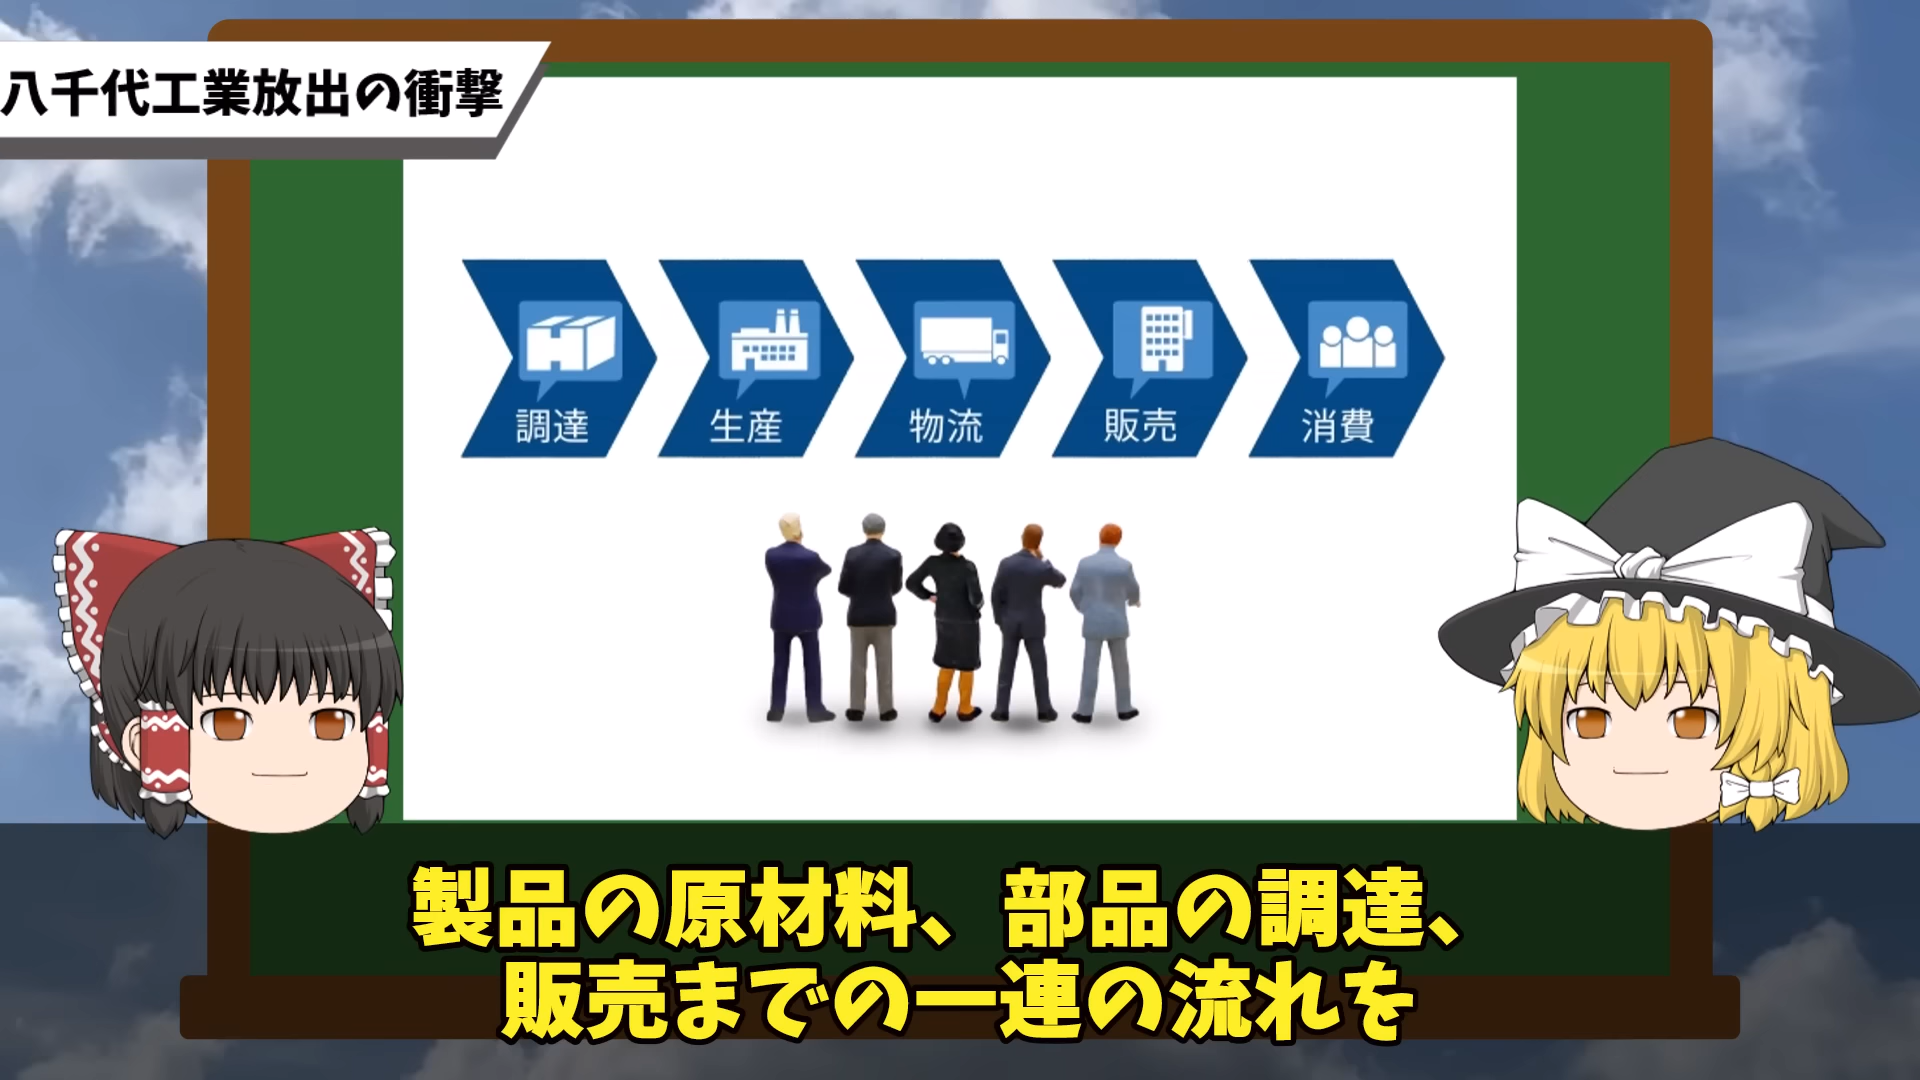 八千代工業放出の衝撃
調達
生産
物流
販売
消費
製品の原材料、部品の調達、
販売までの一連の流れを